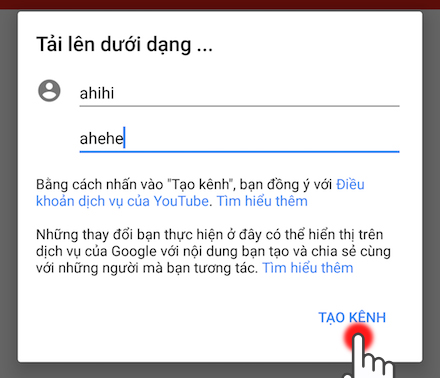 Tải lên dưới dạng ...
ahihi
ahehe
Bằng cách nhấn vào "Tạo kênh", bạn đồng ý với Điều
khoản dịch vụ của YouTube. Tìm hiểu thêm
Những thay đổi bạn thực hiện ở đây có thể hiển thị trên
dịch vụ của Google với nội dung bạn tạo và chia sẻ cùng
với những người mà bạn tương tác. Tìm hiểu thêm
TẠO KÊNH